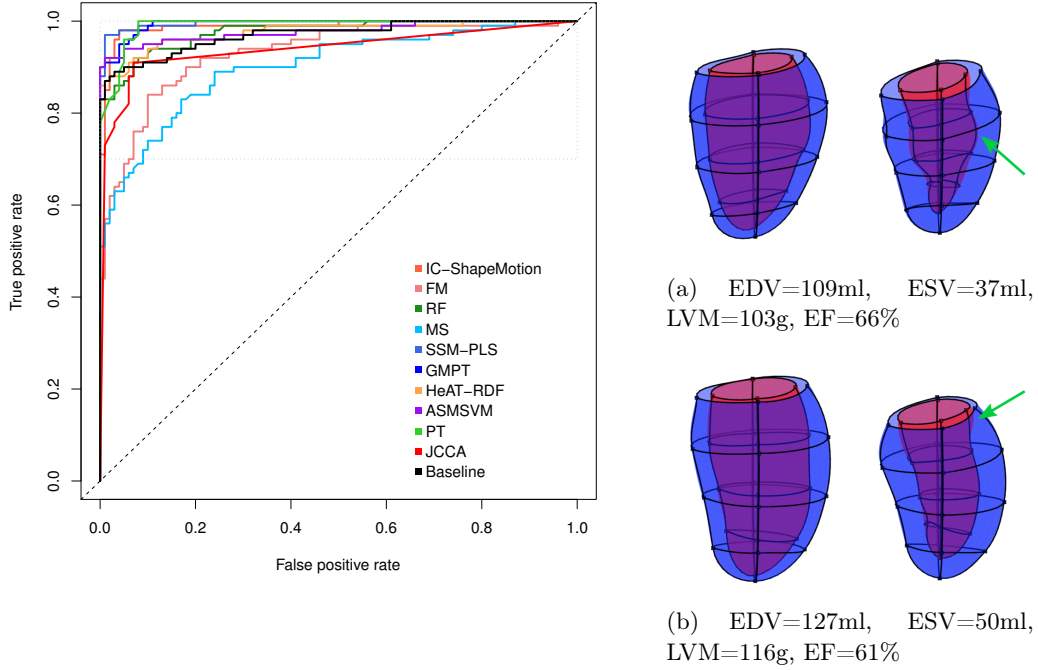 1.0
0.8
0.6
0.4
0.2
0.0
True positive rate
0.0 0.2 0.4 0.6 0.8 1.0
False positive rate
IC−ShapeMotion
FM
RF
MS
SSM−PLS
GMPT
HeAT−RDF
ASMSVM
PT
JCCA
Baseline
(a) EDV=109ml, ESV=37ml,
LVM=103g, EF=66%
(b) EDV=127ml, ESV=50ml,
LVM=116g, EF=61%